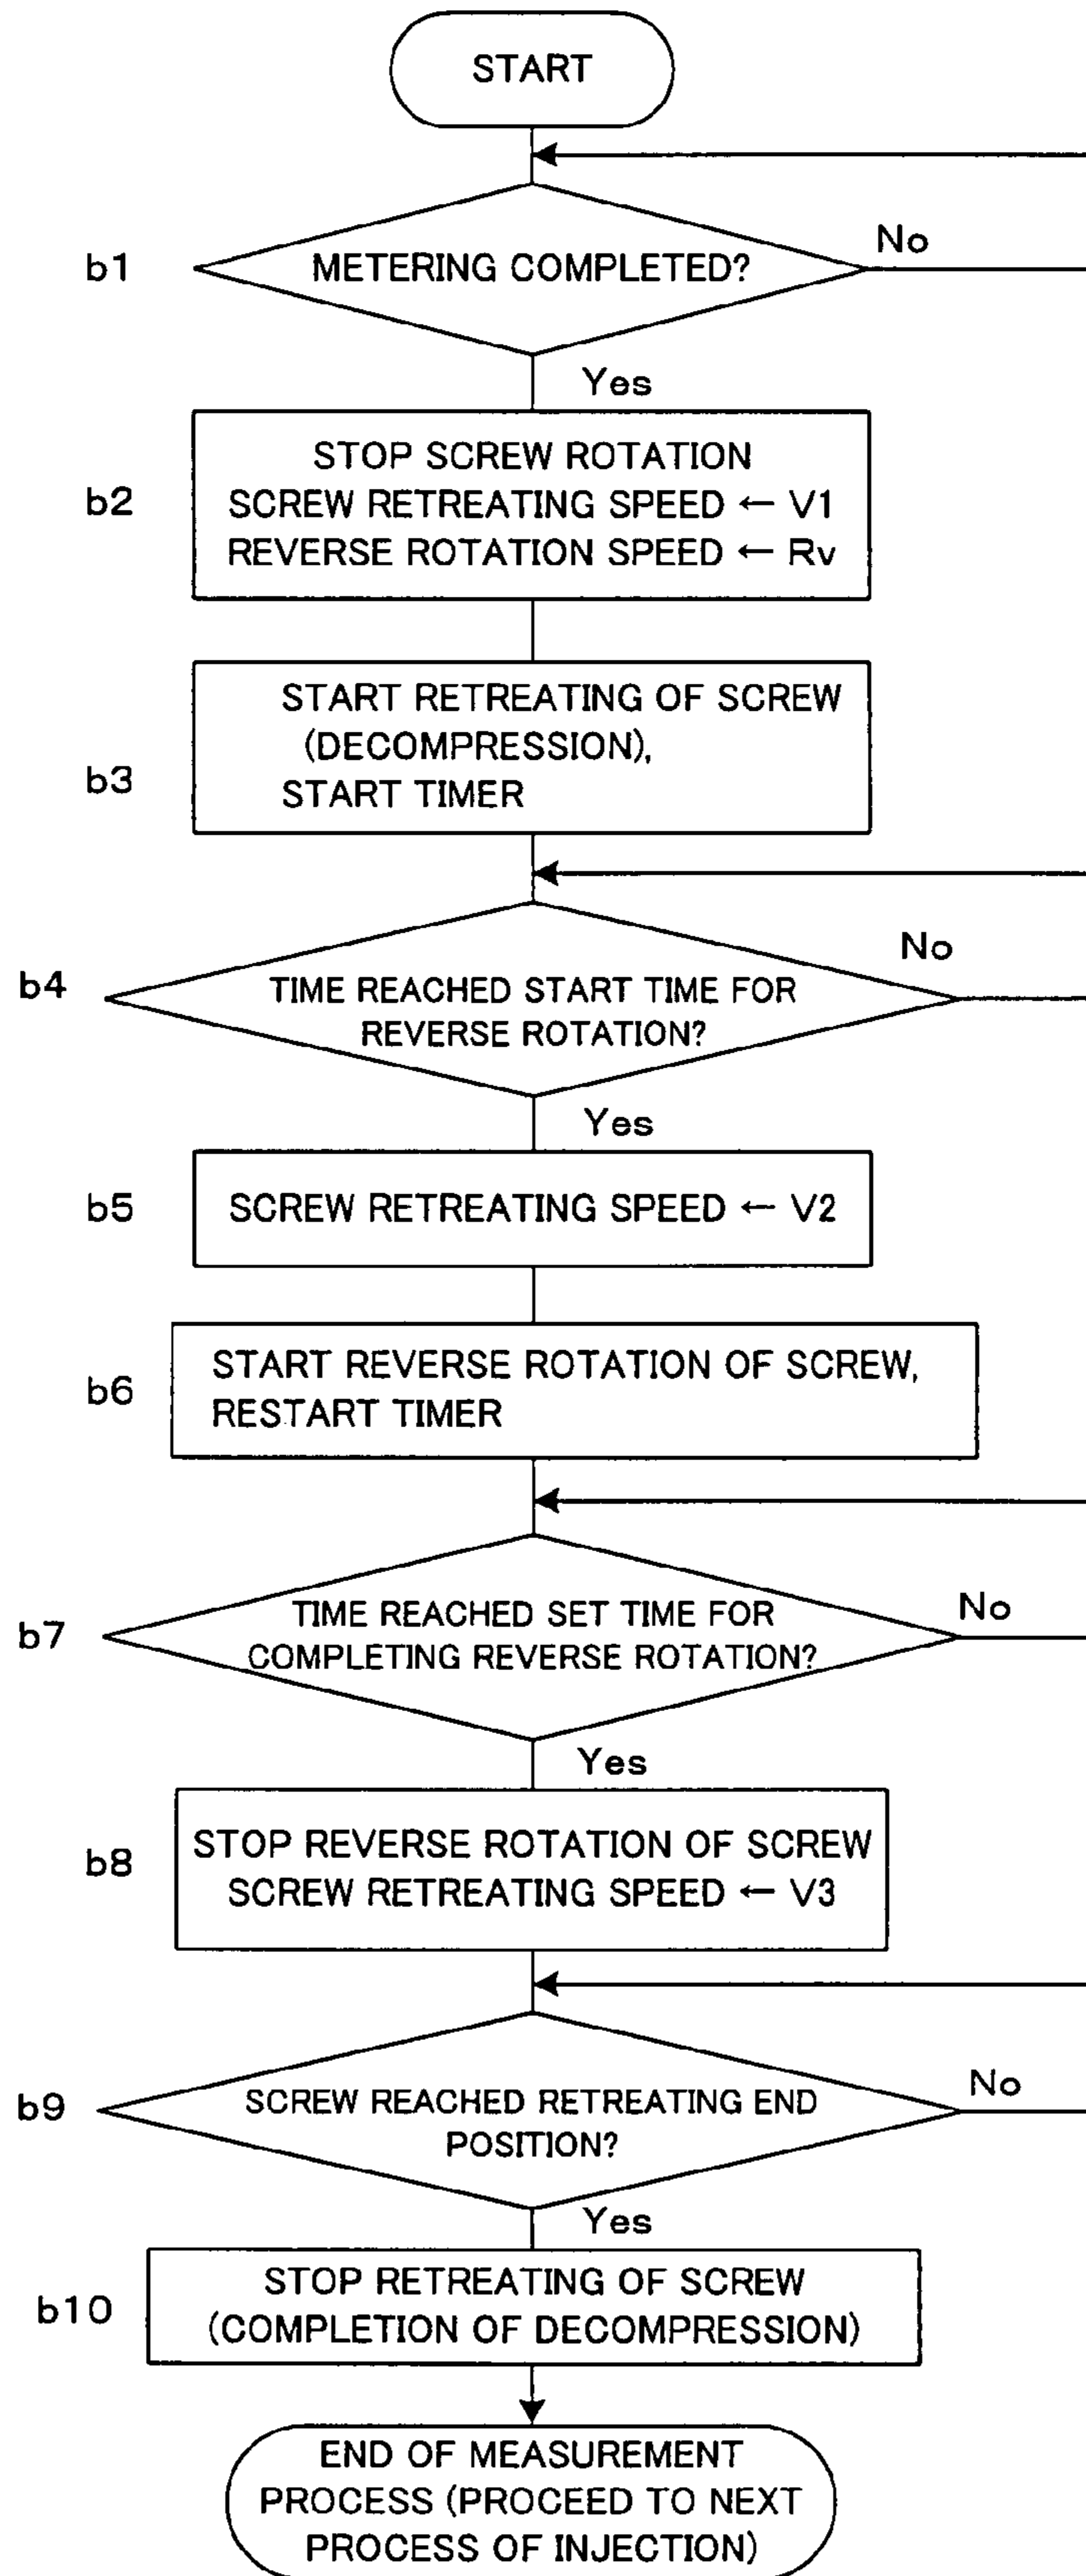 START
b1
METERING COMPLETED?
No
Yes
b2
STOP SCREW ROTATION
SCREW RETREATING SPEED ← V1
REVERSE ROTATION SPEED ← Rv
b3
START RETREATING OF SCREW
(DECOMPRESSION),
START TIMER
b4
TIME REACHED START TIME FOR
REVERSE ROTATION?
No
Yes
b5
SCREW RETREATING SPEED ← V2
b6
START REVERSE ROTATION OF SCREW,
RESTART TIMER
b7
TIME REACHED SET TIME FOR
COMPLETING REVERSE ROTATION?
No
Yes
b8
STOP REVERSE ROTATION OF SCREW
SCREW RETREATING SPEED ← V3
b9
SCREW REACHED RETREATING END
POSITION?
No
Yes
b10
STOP RETREATING OF SCREW
(COMPLETION OF DECOMPRESSION)
END OF MEASUREMENT
PROCESS (PROCEED TO NEXT
PROCESS OF INJECTION)